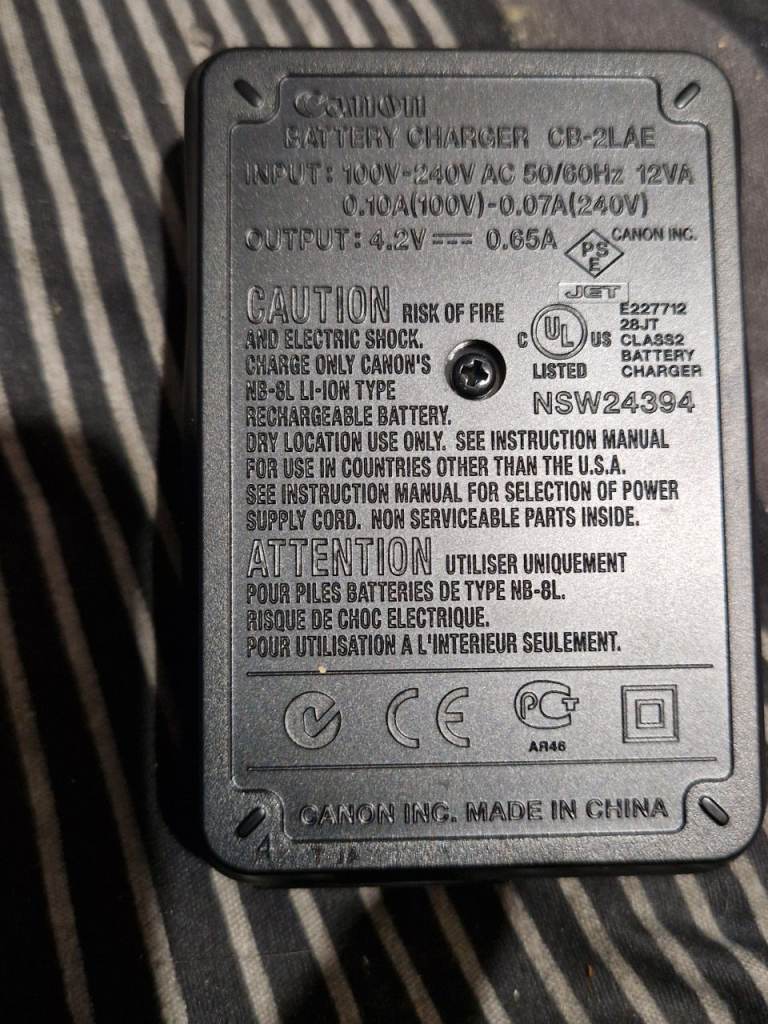 Canon
BATTERY CHARGER CB-2LAE
INPUT: 100V-240V AC 50/60Hz 12VA
0.10A(100V)-0.07A(240V)
OUTPUT: 4.2V⎓ 0.65A
PSE
CANON INC.
JET
CAUTION RISK OF FIRE
AND ELECTRIC SHOCK.
CHARGE ONLY CANON'S
NB-8L LI-ION TYPE
RECHARGEABLE BATTERY.
C UL US
LISTED
E227712
28JT
CLASS2
BATTERY
CHARGER
NSW24394
DRY LOCATION USE ONLY. SEE INSTRUCTION MANUAL
FOR USE IN COUNTRIES OTHER THAN THE U.S.A.
SEE INSTRUCTION MANUAL FOR SELECTION OF POWER
SUPPLY CORD. NON SERVICEABLE PARTS INSIDE.
ATTENTION UTILISER UNIQUEMENT
POUR PILES BATTERIES DE TYPE NB-8L.
RISQUE DE CHOC ELECTRIQUE.
POUR UTILISATION A L'INTERIEUR SEULEMENT.
CE
PCT
AR46
CANON INC. MADE IN CHINA